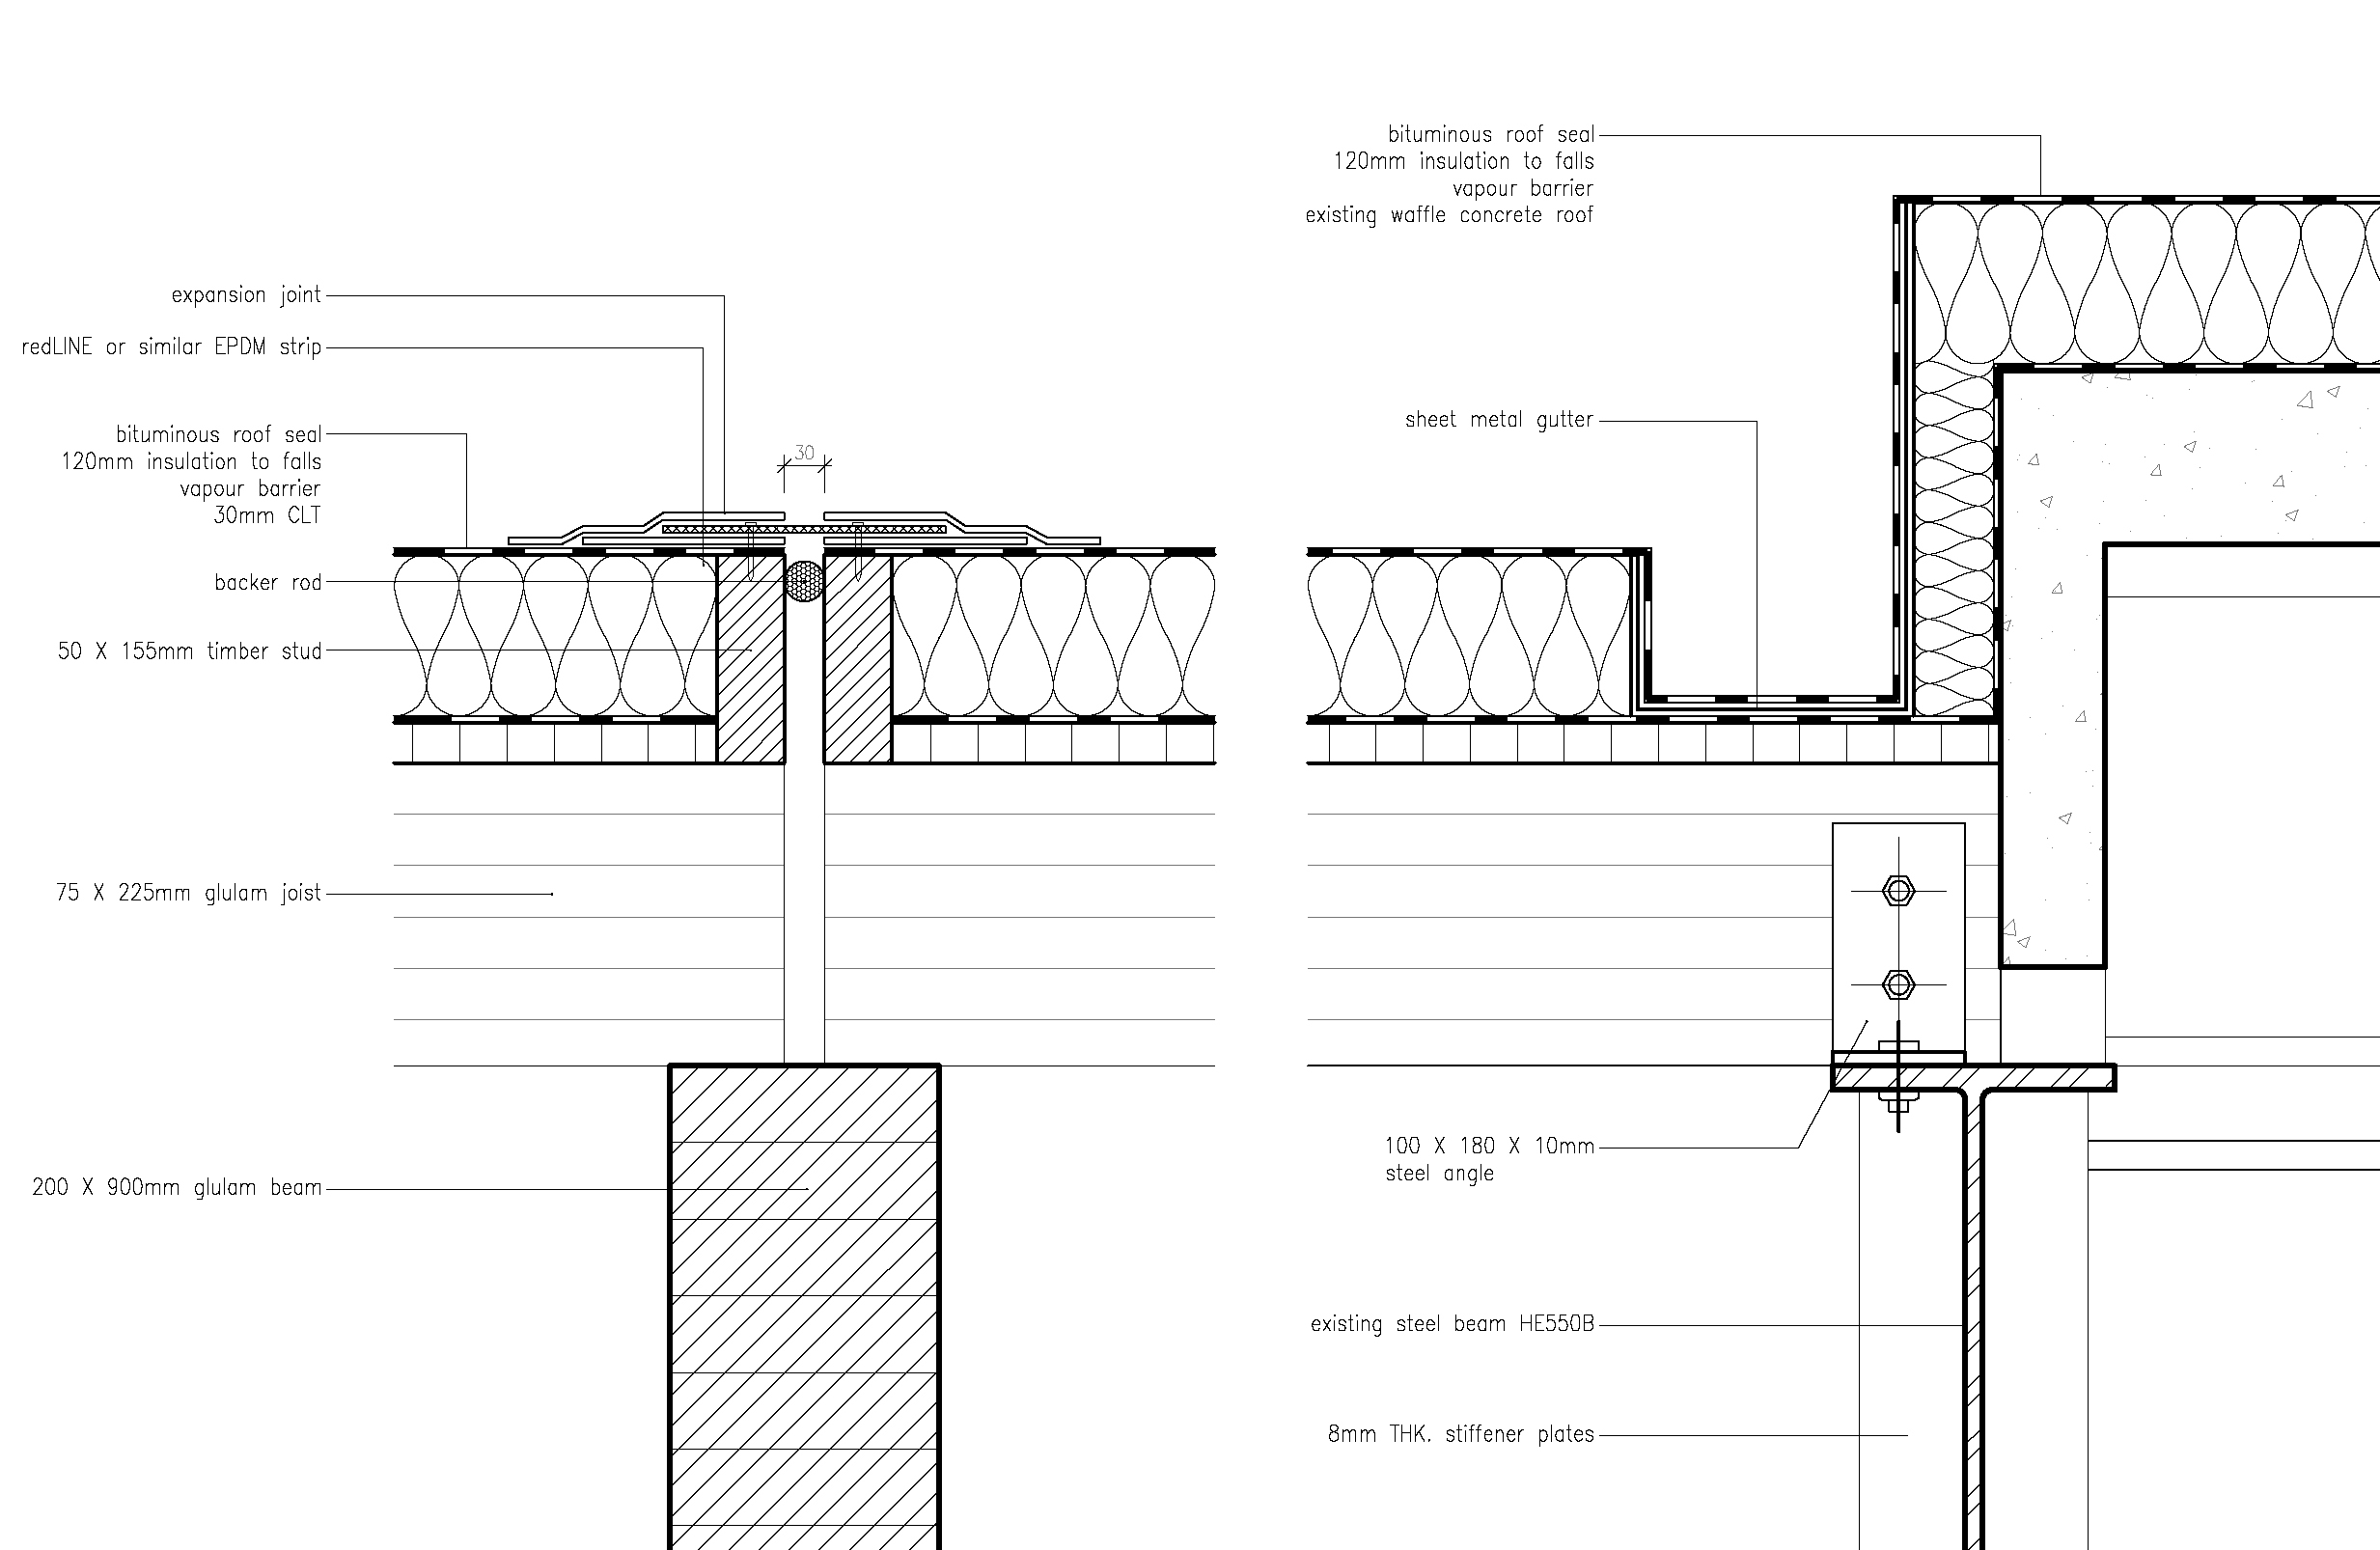 expansion joint
redLINE or similar EPDM strip
bituminous roof seal
120mm insulation to falls
vapour barrier
30mm CLT
30
backer rod
50 X 155mm timber stud
75 X 225mm glulam joist
200 X 900mm glulam beam
bituminous roof seal
120mm insulation to falls
vapour barrier
existing waffle concrete roof
sheet metal gutter
100 X 180 X 10mm
steel angle
existing steel beam HE550B
8mm THK. stiffener plates